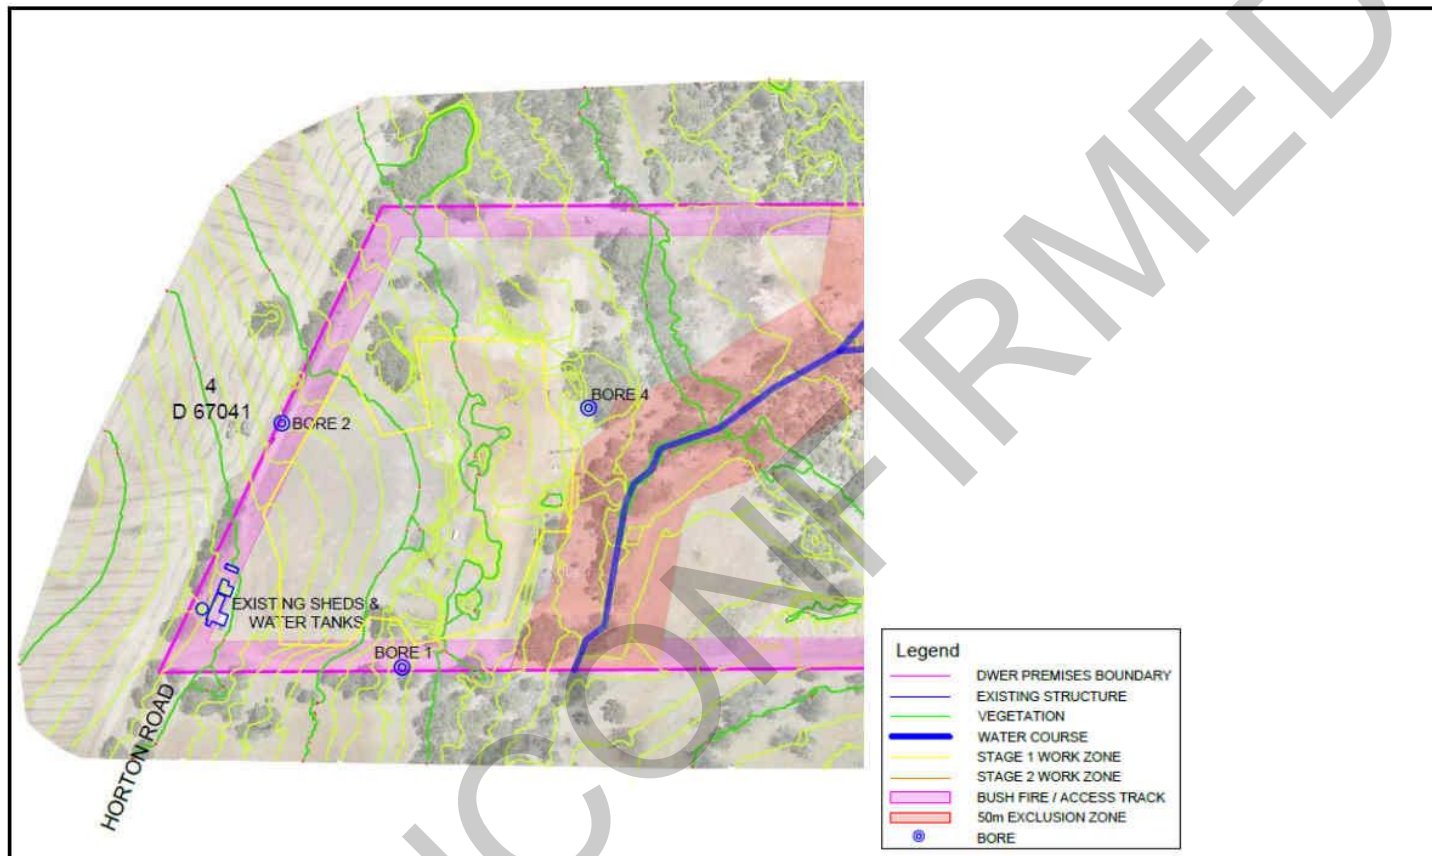 4
D 67041
BORE 2
BORE 4
EXISTING SHEDS &
WATER TANKS
BORE 1
HORTON ROAD
Legend
DWER PREMISES BOUNDARY
EXISTING STRUCTURE
VEGETATION
WATER COURSE
STAGE 1 WORK ZONE
STAGE 2 WORK ZONE
BUSH FIRE / ACCESS TRACK
50m EXCLUSION ZONE
BORE
NCONFIRMED